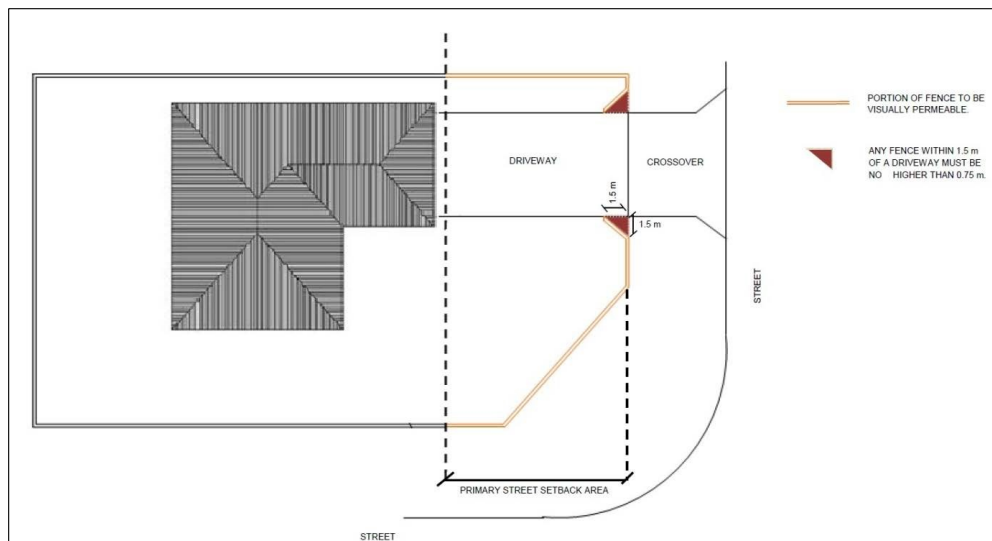 PORTION OF FENCE TO BE
VISUALLY PERMEABLE.
ANY FENCE WITHIN 1.5 m
OF A DRIVEWAY MUST BE
NO HIGHER THAN 0.75 m.
DRIVEWAY
CROSSOVER
1.5 m
1.5 m
STREET
PRIMARY STREET SETBACK AREA
STREET